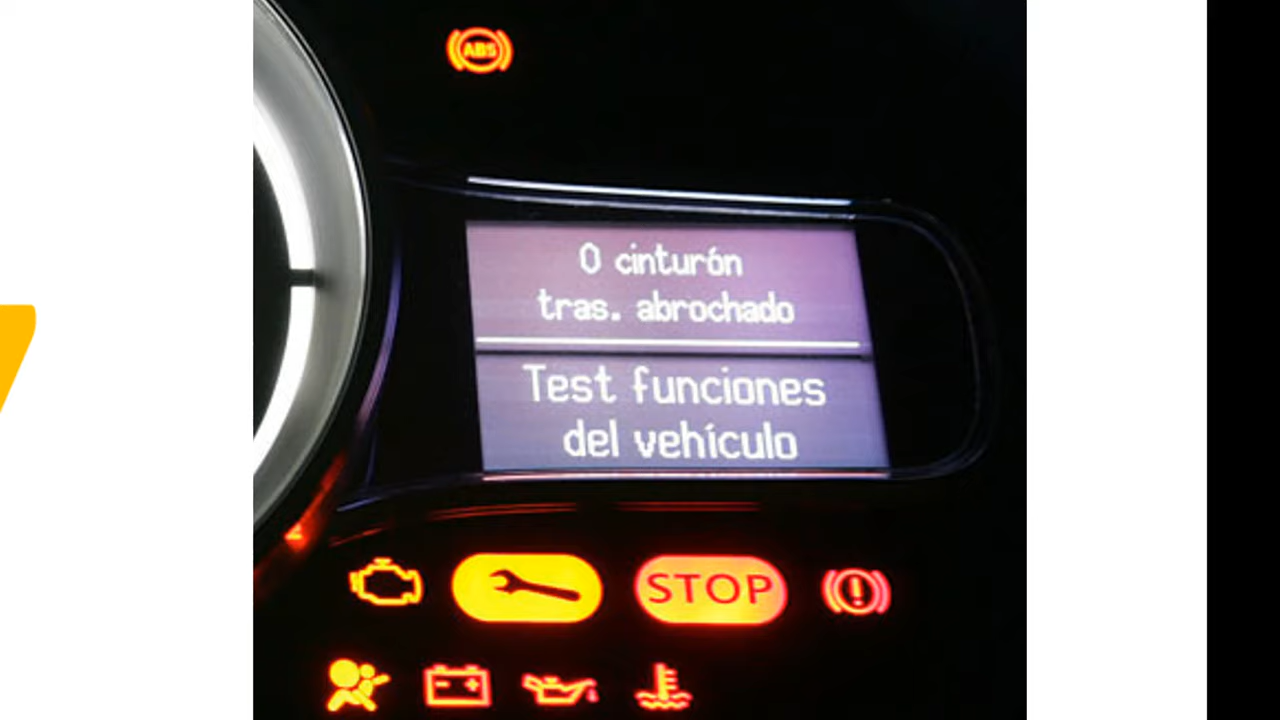 ABS
0 cinturón
tras. abrochado
Test funciones
del vehículo
STOP